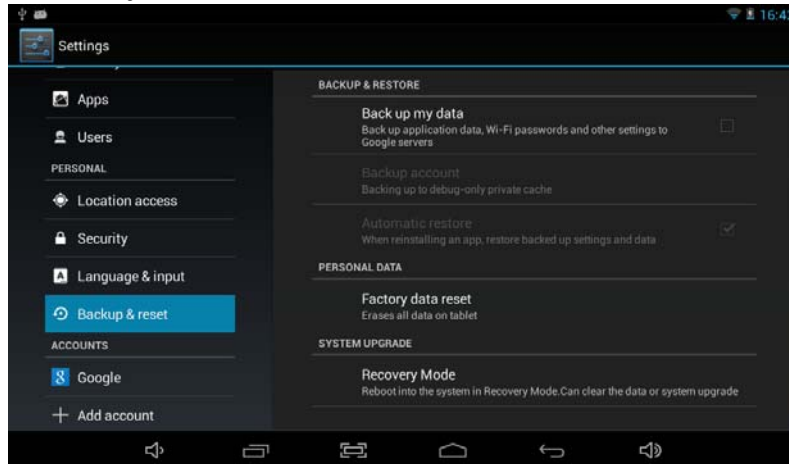 16:42
Settings
Apps
Users
PERSONAL
Location access
Security
Language & input
Backup & reset
ACCOUNTS
Google
Add account
BACKUP & RESTORE
Back up my data
Back up application data, Wi-Fi passwords and other settings to
Google servers
Backup account
Backing up to debug-only private cache
Automatic restore
When reinstalling an app, restore backed up settings and data
PERSONAL DATA
Factory data reset
Erases all data on tablet
SYSTEM UPGRADE
Recovery Mode
Reboot into the system in Recovery Mode.Can clear the data or system upgrade